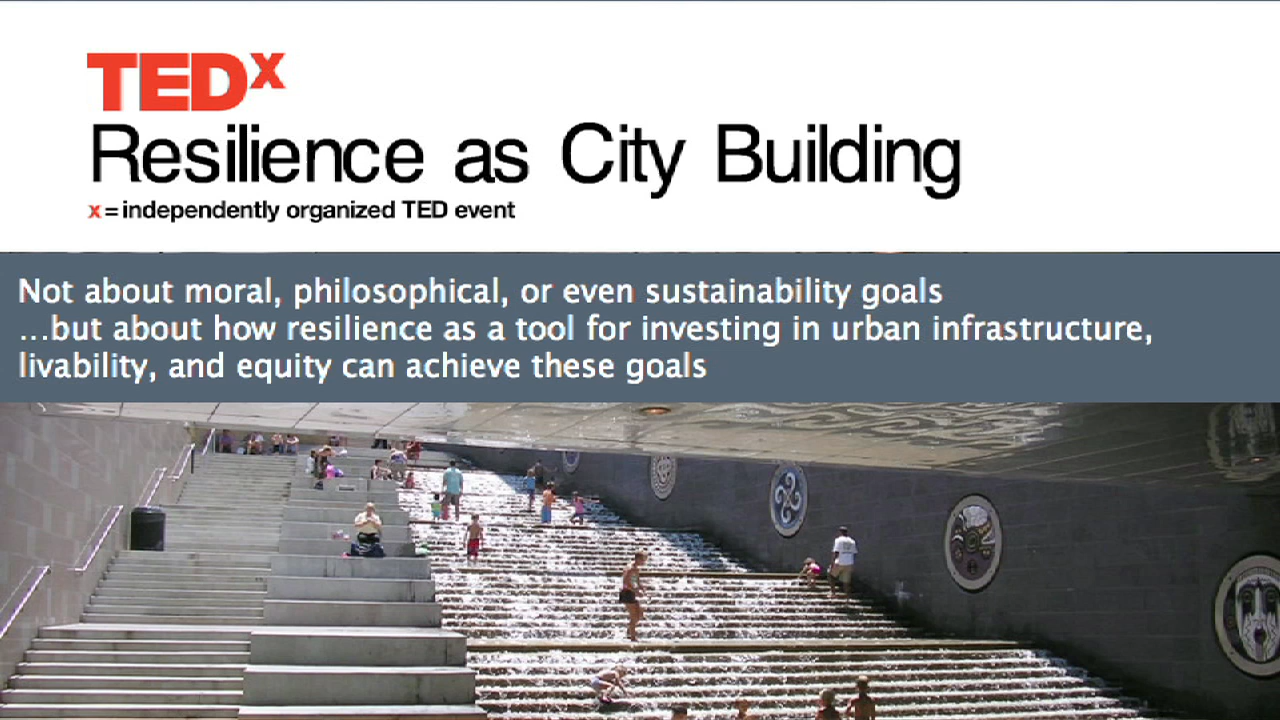 TEDx
Resilience as City Building
x = independently organized TED event
Not about moral, philosophical, or even sustainability goals
...but about how resilience as a tool for investing in urban infrastructure,
livability, and equity can achieve these goals